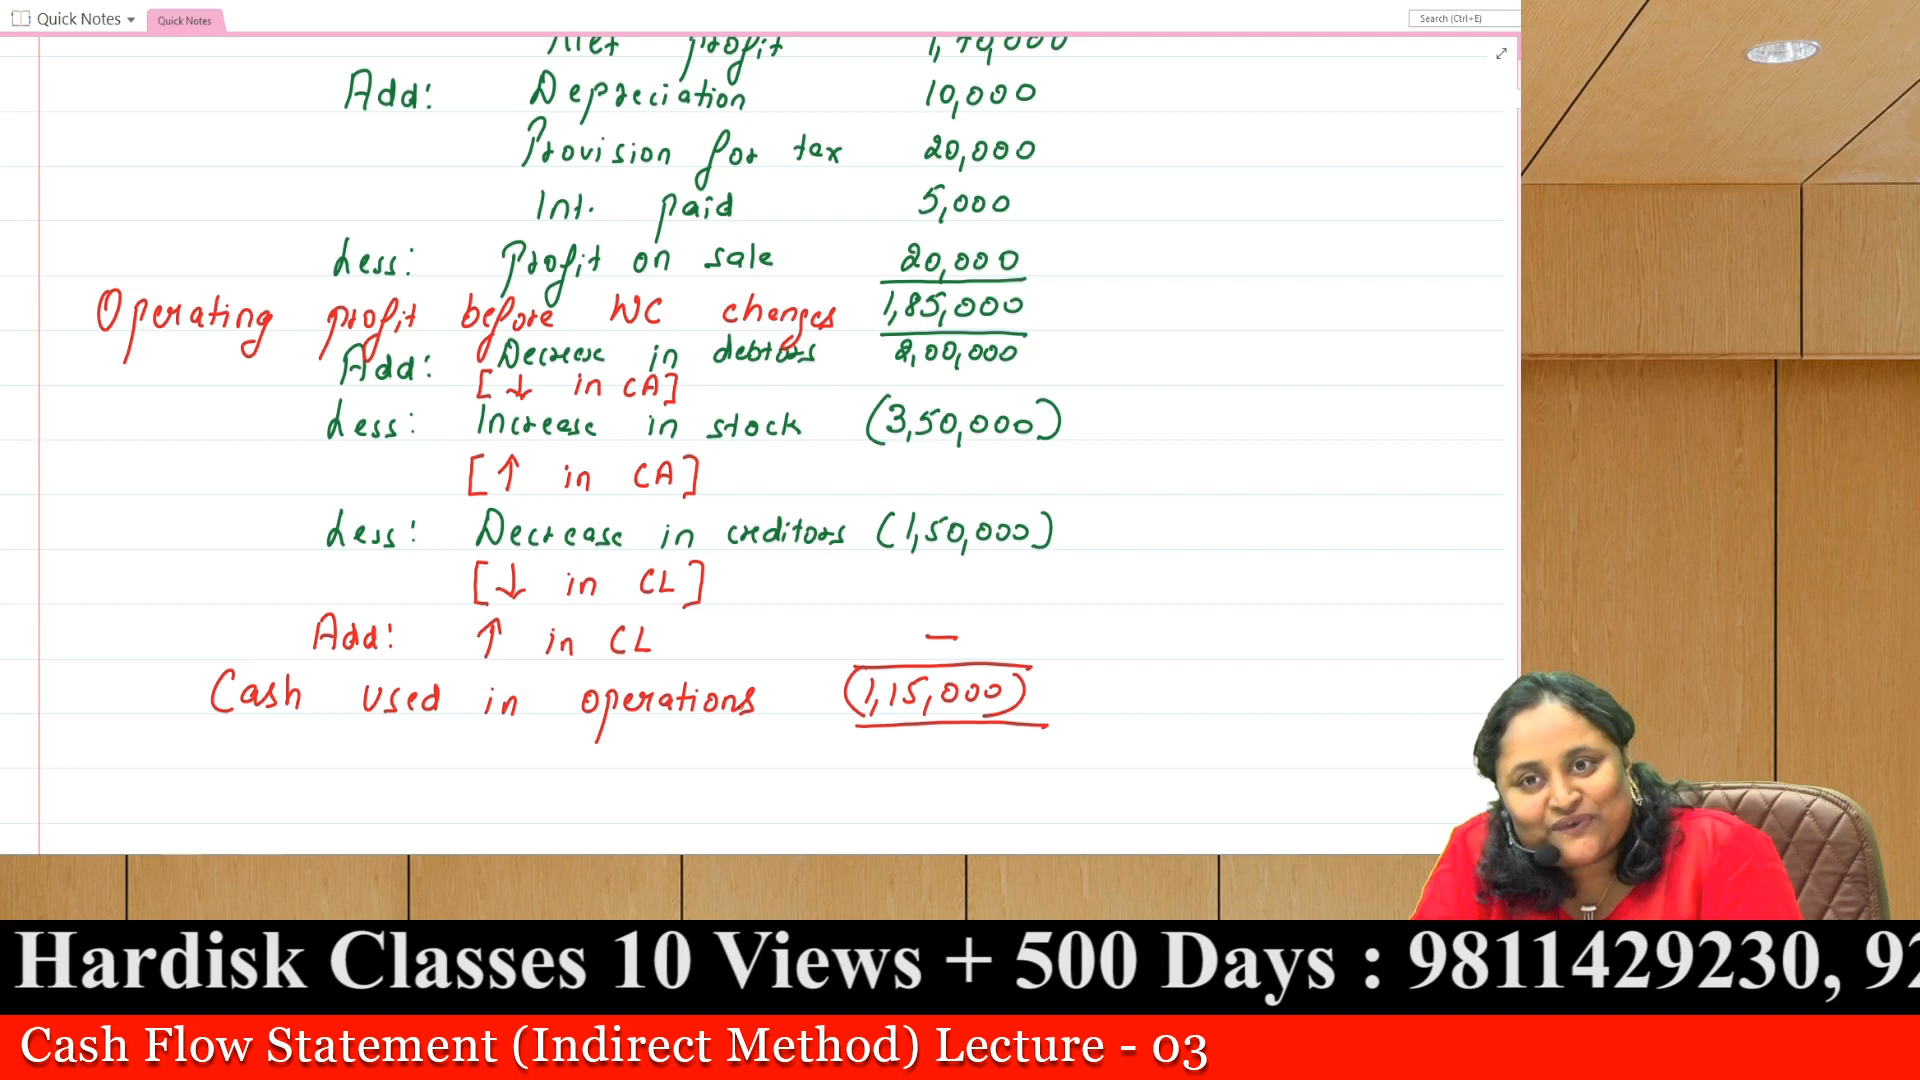 Quick Notes
Quick Notes
Search (Ctrl+E)
Net profit 1,70,000
Add: Depreciation 10,000
Provision for tax 20,000
Int. paid 5,000
Less: Profit on sale 20,000
Operating profit before WC changes 1,85,000
Add: Decrease in debtors 2,00,000
[↓ in CA]
Less: Increase in stock (3,50,000)
[↑ in CA]
Less: Decrease in creditors (1,50,000)
[↓ in CL]
Add: ↑ in CL —
Cash used in operations (1,15,000)
Hardisk Classes 10 Views + 500 Days : 9811429230, 92
Cash Flow Statement (Indirect Method) Lecture - 03